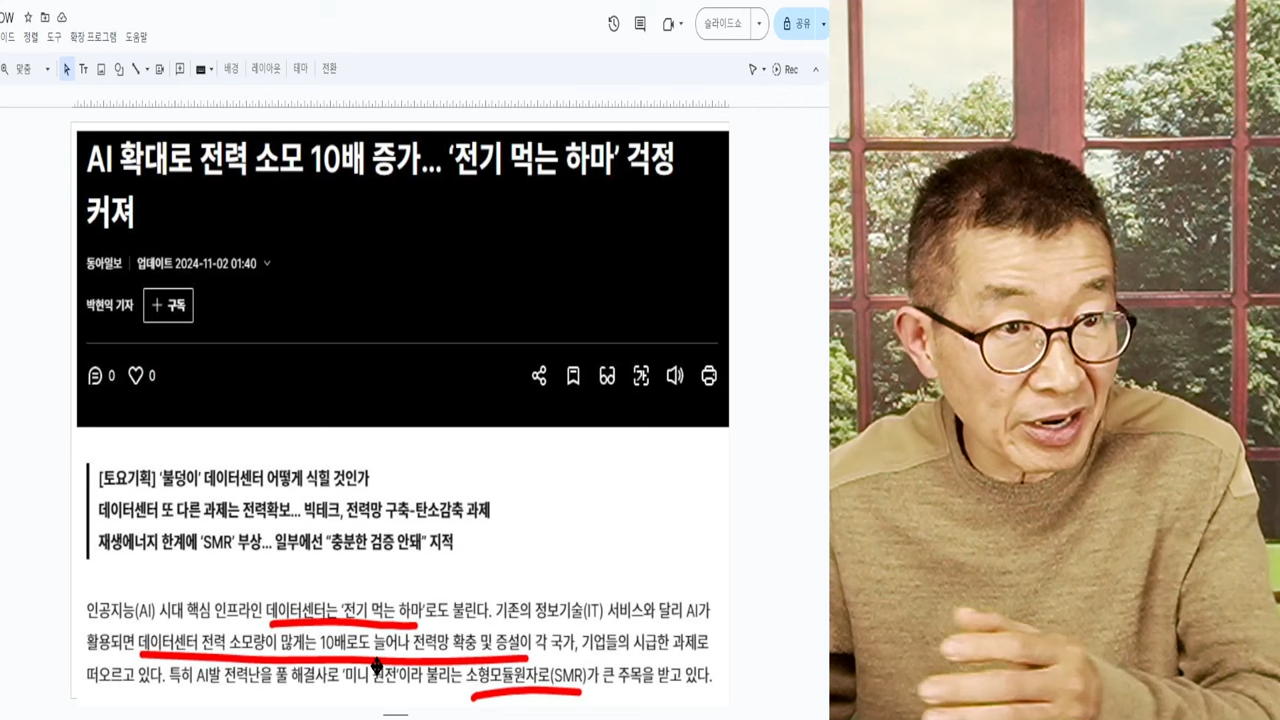 OW
이드 정렬 도구 확장 프로그램 도움말
슬라이드쇼
공유
맞춤
Tr
배경 레이아웃 테마 전환
Rec
AI 확대로 전력 소모 10배 증가... ‘전기 먹는 하마’ 걱정
커져
동아일보 업데이트 2024-11-02 01:40
박현익 기자 + 구독
0 0
가
[토요기획] ‘불덩이’ 데이터센터 어떻게 식힐 것인가
데이터센터 또 다른 과제는 전력확보... 빅테크, 전력망 구축-탄소감축 과제
재생에너지 한계에 ‘SMR’ 부상... 일부에선 “충분한 검증 안돼” 지적
인공지능(AI) 시대 핵심 인프라인 데이터센터는 ‘전기 먹는 하마’로도 불린다. 기존의 정보기술(IT) 서비스와 달리 AI가
활용되면 데이터센터 전력 소모량이 많게는 10배로도 늘어나 전력망 확충 및 증설이 각 국가, 기업들의 시급한 과제로
떠오르고 있다. 특히 AI발 전력난을 풀 해결사로 ‘미니 원전’이라 불리는 소형모듈원자로(SMR)가 큰 주목을 받고 있다.